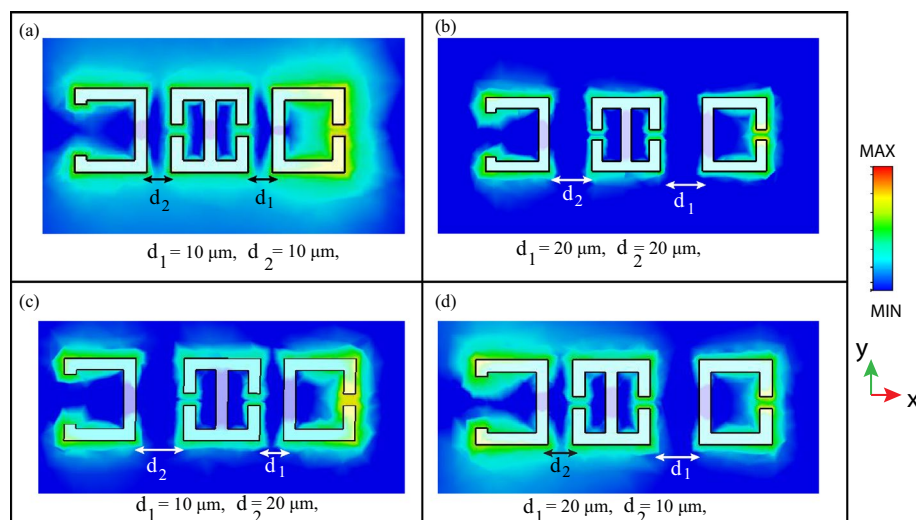 (a)
d2
d1
d1 = 10 μm, d2 = 10 μm,
(b)
d2
d1
d1 = 20 μm, d2 = 20 μm,
MAX
MIN
y
x
(c)
d2
d1
d1 = 10 μm, d2 = 20 μm,
(d)
d2
d1
d1 = 20 μm, d2 = 10 μm,